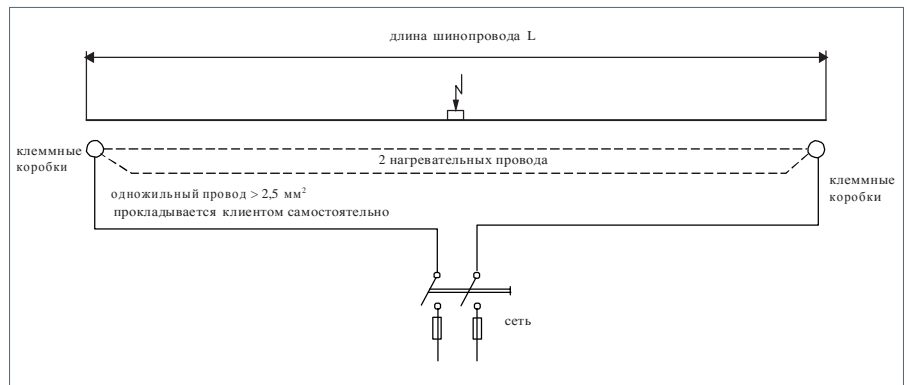 длина шинопровода L
клеммные
коробки
2 нагревательных провода
клеммные
коробки
одножильный провод > 2,5 мм²
прокладывается клиентом самостоятельно
сеть